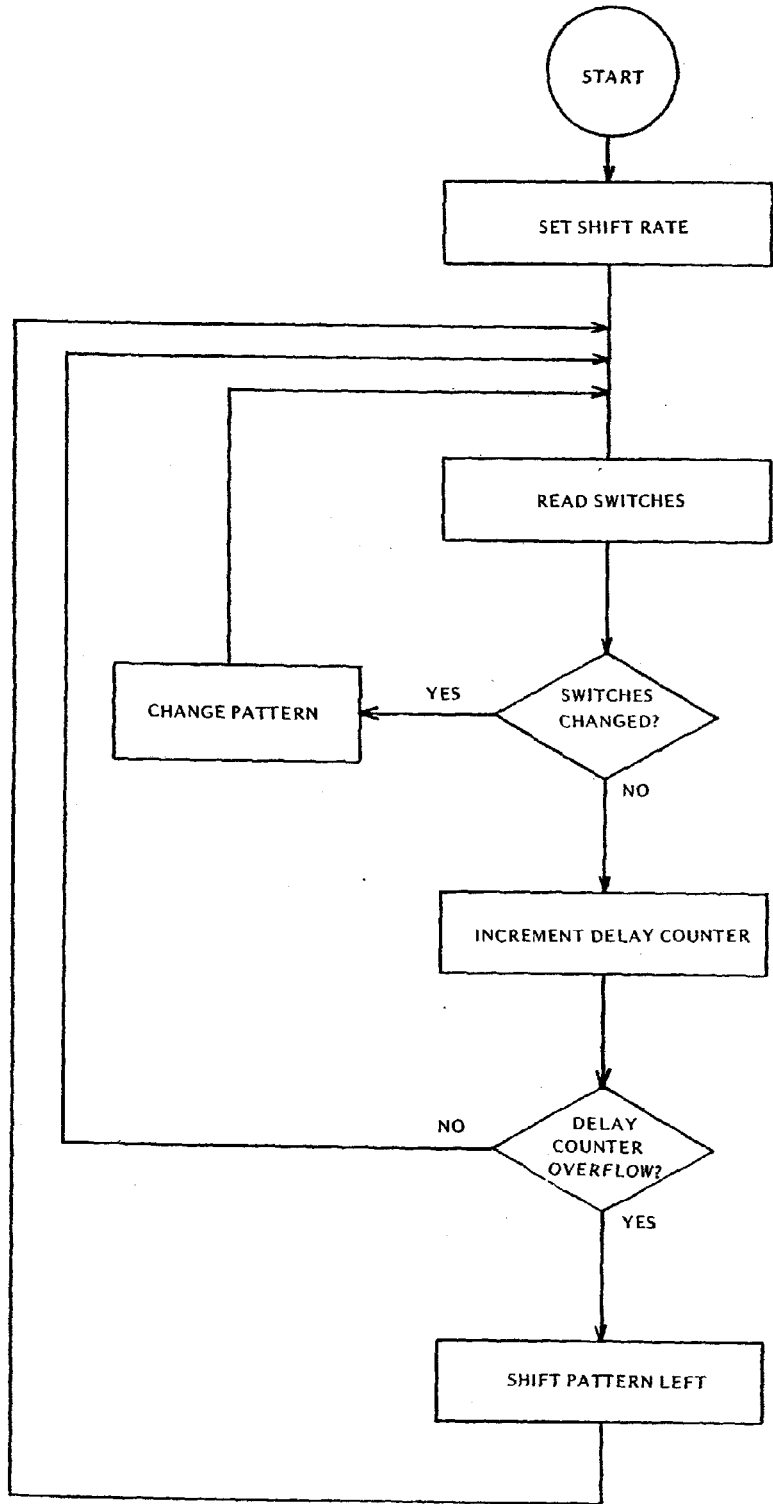 START
SET SHIFT RATE
READ SWITCHES
SWITCHES
CHANGED?
YES
CHANGE PATTERN
NO
INCREMENT DELAY COUNTER
DELAY
COUNTER
OVERFLOW?
NO
YES
SHIFT PATTERN LEFT